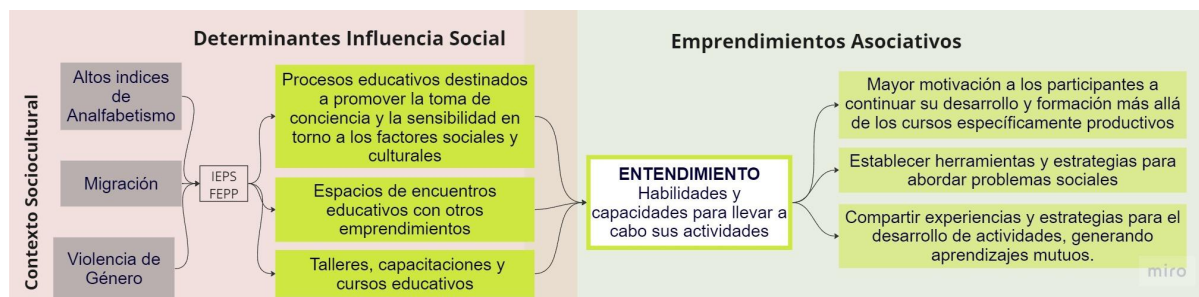 Determinantes Influencia Social
Emprendimientos Asociativos
Contexto Sociocultural
Altos indices
de
Analfabetismo
Migración
Violencia de
Género
IEPS
FEPP
Procesos educativos destinados
a promover la toma de
conciencia y la sensibilidad en
torno a los factores sociales y
culturales
Espacios de encuentros
educativos con otros
emprendimientos
Talleres, capacitaciones y
cursos educativos
ENTENDIMIENTO
Habilidades y
capacidades para llevar a
cabo sus actividades
Mayor motivación a los participantes a
continuar su desarrollo y formación más allá
de los cursos específicamente productivos
Establecer herramientas y estrategias para
abordar problemas sociales
Compartir experiencias y estrategias para el
desarrollo de actividades, generando
aprendizajes mutuos.
miro